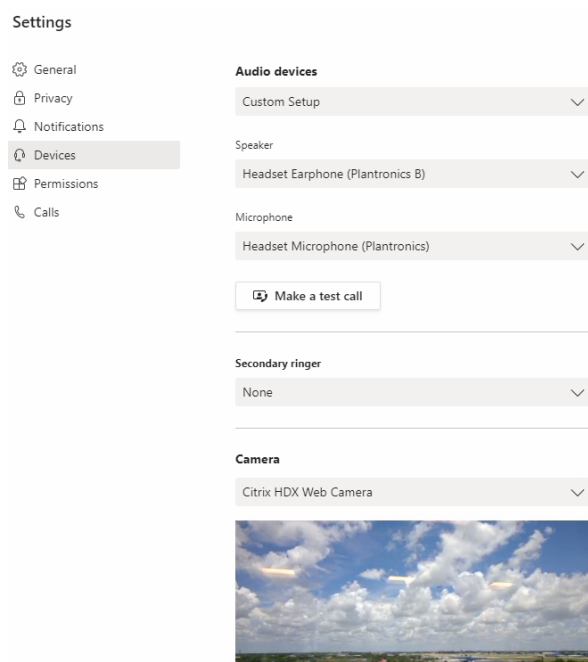 Settings
General
Privacy
Notifications
Devices
Permissions
Calls
Audio devices
Custom Setup
Speaker
Headset Earphone (Plantronics B)
Microphone
Headset Microphone (Plantronics)
Make a test call
Secondary ringer
None
Camera
Citrix HDX Web Camera